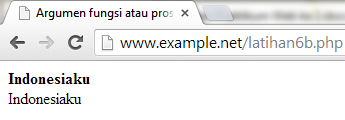 Argumen fungsi atau pros
www.example.net/latihan6b.php
Indonesiaku
Indonesiaku